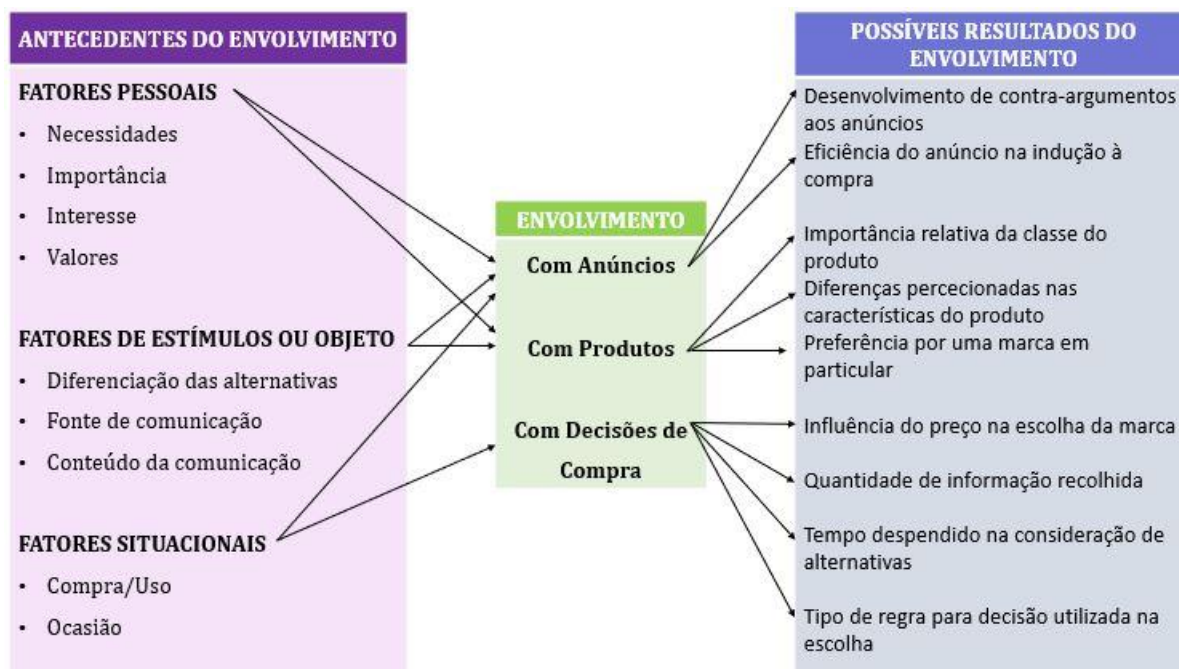 ANTECEDENTES DO ENVOLVIMENTO
FATORES PESSOAIS
• Necessidades
• Importância
• Interesse
• Valores
FATORES DE ESTÍMULOS OU OBJETO
• Diferenciação das alternativas
• Fonte de comunicação
• Conteúdo da comunicação
FATORES SITUACIONAIS
• Compra/Uso
• Ocasião
ENVOLVIMENTO
Com Anúncios
Com Produtos
Com Decisões de
Compra
POSSÍVEIS RESULTADOS DO
ENVOLVIMENTO
Desenvolvimento de contra-argumentos
aos anúncios
Eficiência do anúncio na indução à
compra
Importância relativa da classe do
produto
Diferenças percecionadas nas
características do produto
Preferência por uma marca em
particular
Influência do preço na escolha da marca
Quantidade de informação recolhida
Tempo despendido na consideração de
alternativas
Tipo de regra para decisão utilizada na
escolha